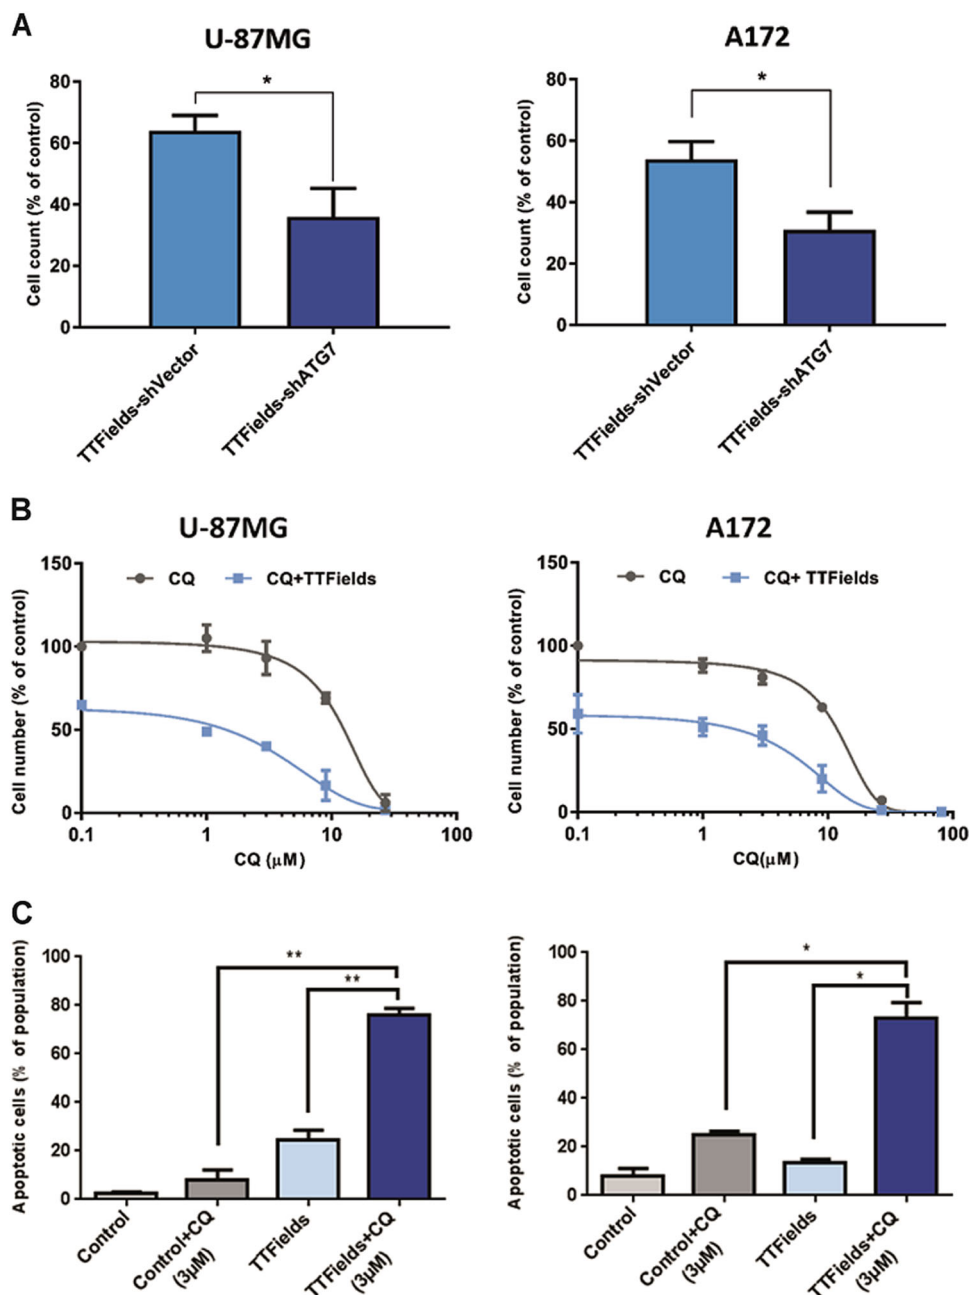 A
U-87MG
A172
Cell count (% of control)
80
60
40
20
0
*
TTFields-shVector
TTFields-shATG7
Cell count (% of control)
80
60
40
20
0
*
TTFields-shVector
TTFields-shATG7
B
U-87MG
A172
Cell number (% of control)
150
100
50
0
CQ
CQ+TTFields
0.1
1
10
100
CQ (μM)
Cell number (% of control)
150
100
50
0
CQ
CQ+ TTFields
0.1
1
10
100
CQ(μM)
C
Apoptotic cells (% of population)
100
80
60
40
20
0
**
**
Control
Control+CQ
(3μM)
TTFields
TTFields+CQ
(3μM)
Apoptotic cells (% of population)
100
80
60
40
20
0
*
*
Control
Control+CQ
(3μM)
TTFields
TTFields+CQ
(3μM)